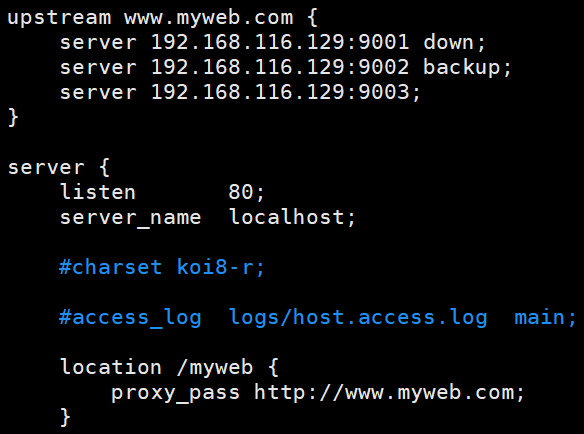 upstream www.myweb.com {
    server 192.168.116.129:9001 down;
    server 192.168.116.129:9002 backup;
    server 192.168.116.129:9003;
}

server {
    listen       80;
    server_name  localhost;

    #charset koi8-r;

    #access_log  logs/host.access.log  main;

    location /myweb {
        proxy_pass http://www.myweb.com;
    }